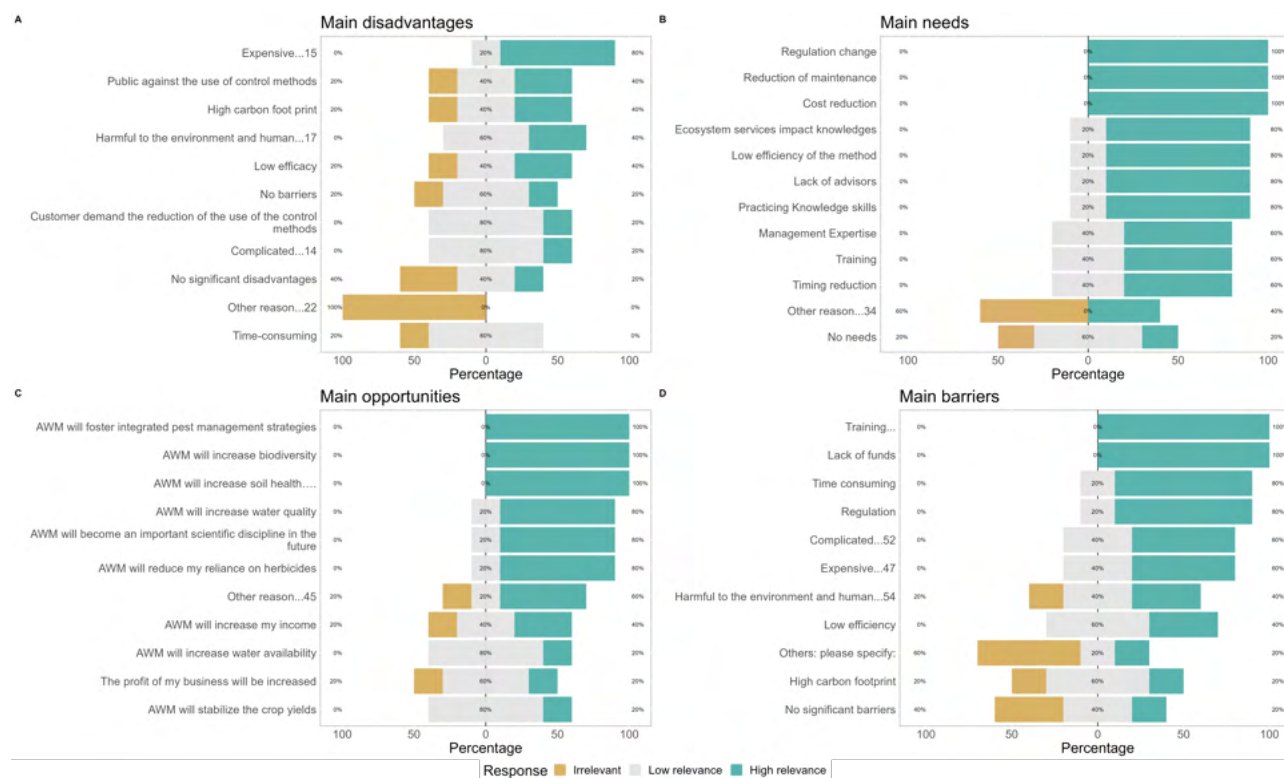 A
Main disadvantages
Expensive...15 0% 20% 80%
Public against the use of control methods 20% 40% 40%
High carbon foot print 20% 40% 40%
Harmful to the environment and human...17 0% 60% 40%
Low efficacy 20% 40% 40%
No barriers 20% 60% 20%
Customer demand the reduction of the use of the control
methods 0% 80% 20%
Complicated...14 0% 80% 20%
No significant disadvantages 40% 40% 20%
Other reason...22 100% 0% 0%
Time-consuming 20% 80% 0%
100 50 0 50 100
Percentage
B
Main needs
Regulation change 0% 0% 100%
Reduction of maintenance 0% 0% 100%
Cost reduction 0% 0% 100%
Ecosystem services impact knowledges 0% 20% 80%
Low efficiency of the method 0% 20% 80%
Lack of advisors 0% 20% 80%
Practicing Knowledge skills 0% 20% 80%
Management Expertise 0% 40% 60%
Training 0% 40% 60%
Timing reduction 0% 40% 60%
Other reason...34 60% 0% 40%
No needs 20% 60% 20%
100 50 0 50 100
Percentage
C
Main opportunities
AWM will foster integrated pest management strategies 0% 0% 100%
AWM will increase biodiversity 0% 0% 100%
AWM will increase soil health.... 0% 0% 100%
AWM will increase water quality 0% 20% 80%
AWM will become an important scientific discipline in the
future 0% 20% 80%
AWM will reduce my reliance on herbicides 0% 20% 80%
Other reason...45 20% 20% 60%
AWM will increase my income 20% 40% 40%
AWM will increase water availability 0% 80% 20%
The profit of my business will be increased 20% 60% 20%
AWM will stabilize the crop yields 0% 80% 20%
100 50 0 50 100
Percentage
D
Main barriers
Training... 0% 0% 100%
Lack of funds 0% 0% 100%
Time consuming 0% 20% 80%
Regulation 0% 20% 80%
Complicated...52 0% 40% 60%
Expensive...47 0% 40% 60%
Harmful to the environment and human...54 20% 40% 40%
Low efficiency 0% 60% 40%
Others: please specify: 60% 20% 20%
High carbon footprint 20% 60% 20%
No significant barriers 40% 40% 20%
100 50 0 50 100
Percentage
Response Irrelevant Low relevance High relevance